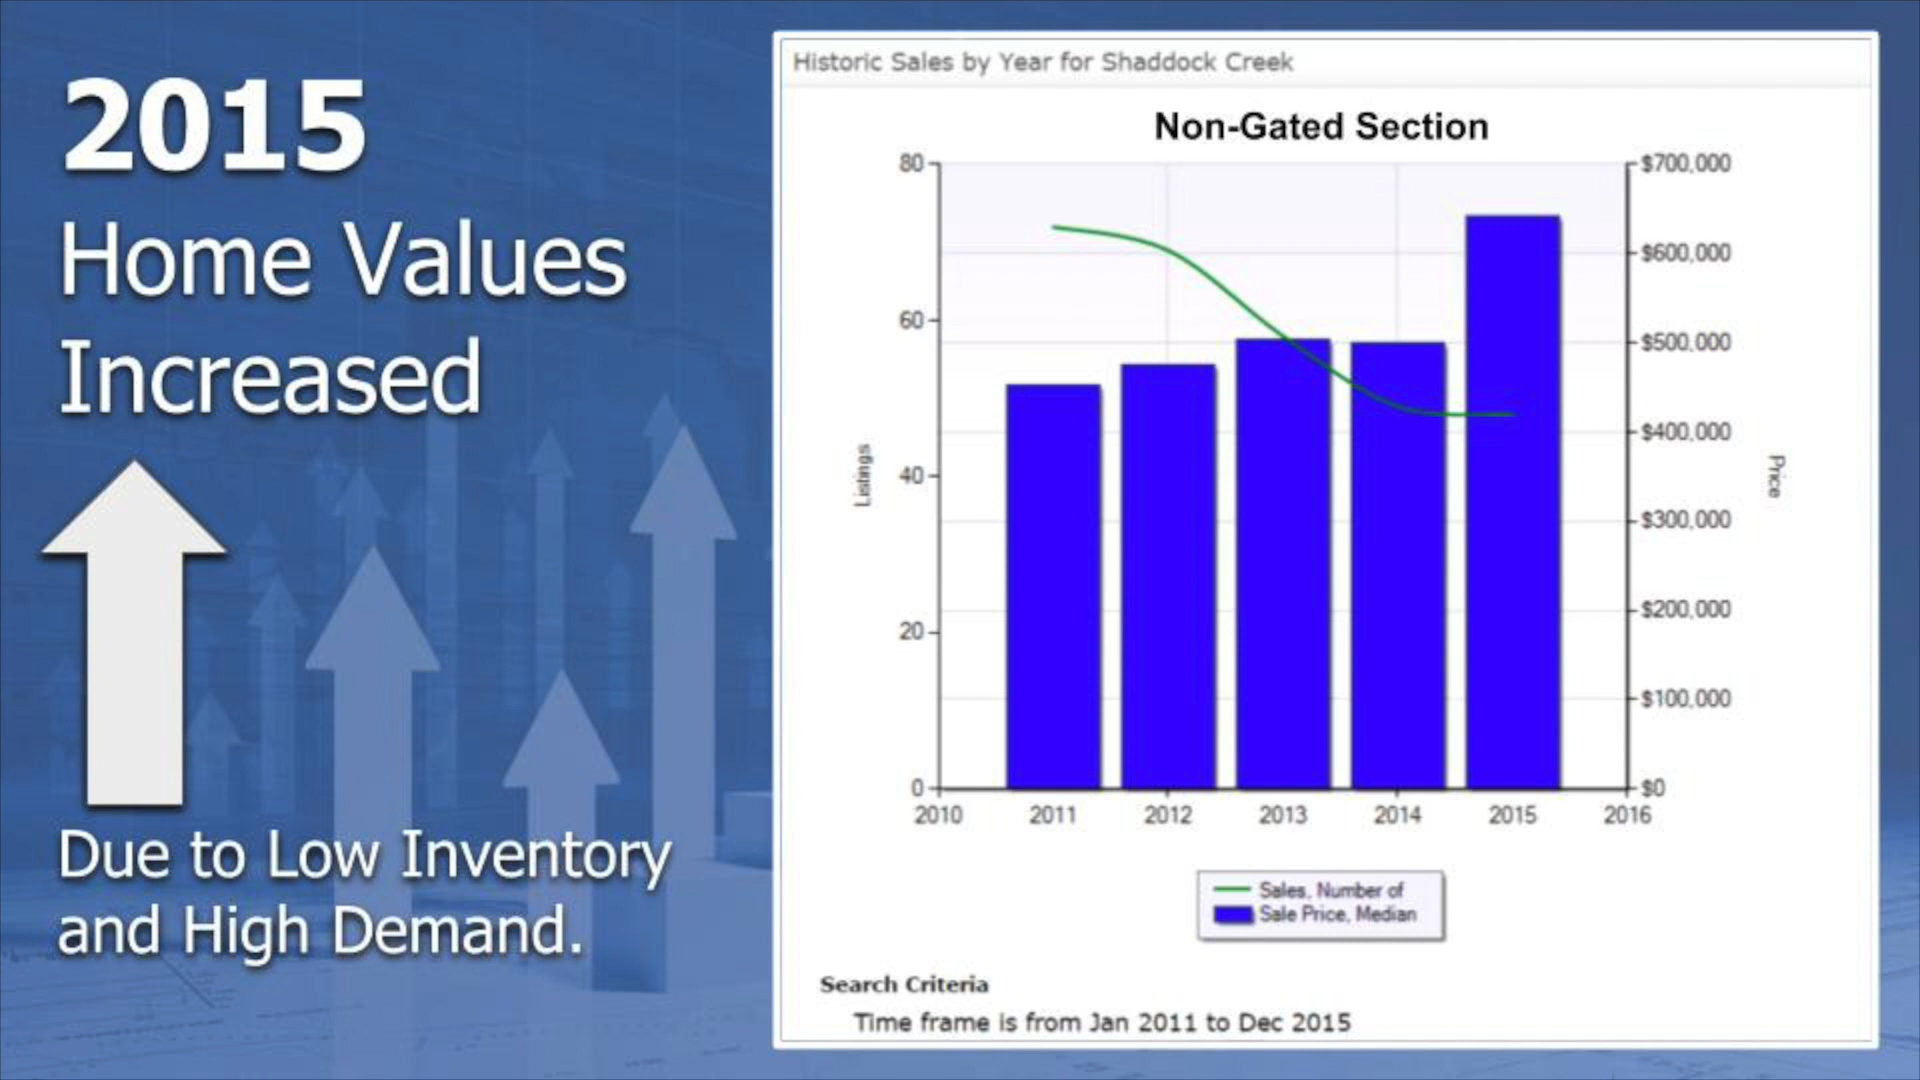 2015
Home Values
Increased
Due to Low Inventory
and High Demand.
Historic Sales by Year for Shaddock Creek
Non-Gated Section
80
60
40
20
0
Listings
$700,000
$600,000
$500,000
$400,000
$300,000
$200,000
$100,000
$0
Price
2010 2011 2012 2013 2014 2015 2016
Sales, Number of
Sale Price, Median
Search Criteria
Time frame is from Jan 2011 to Dec 2015